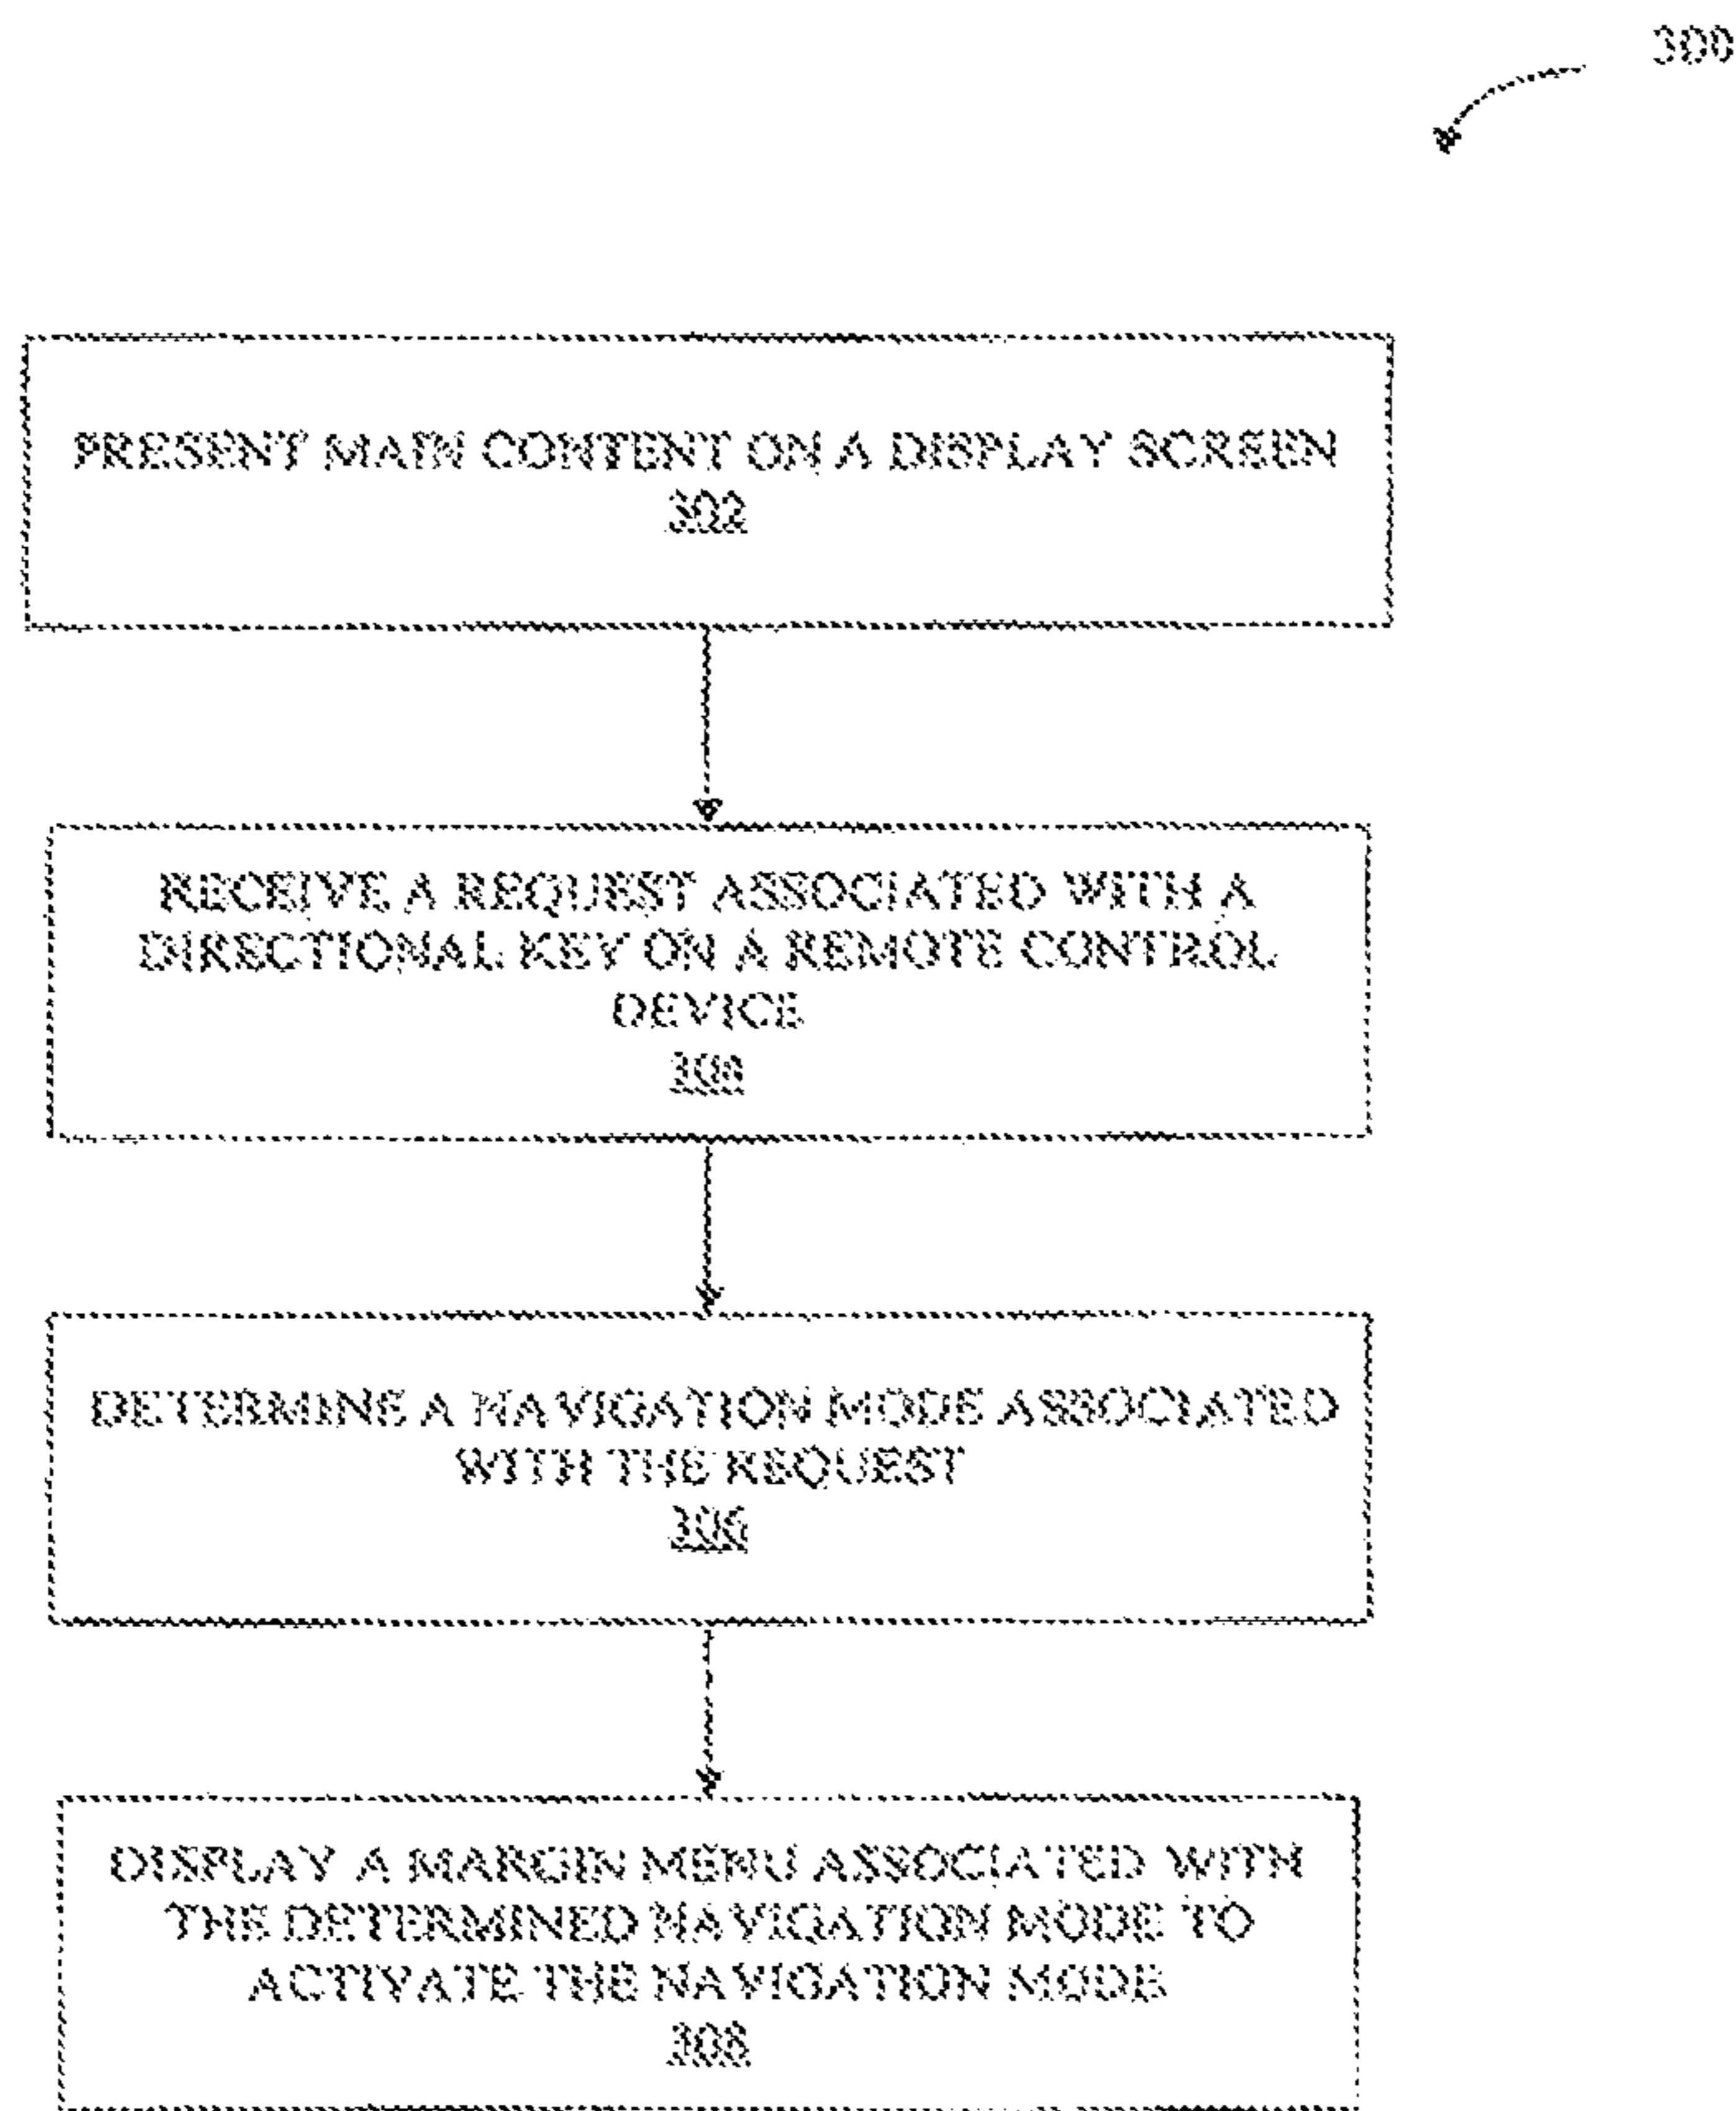 300
PRESENT MAIN CONTENT ON A DISPLAY SCREEN
302
RECEIVE A REQUEST ASSOCIATED WITH A
DIRECTIONAL KEY ON A REMOTE CONTROL
DEVICE
304
DETERMINE A NAVIGATION MODE ASSOCIATED
WITH THE REQUEST
306
DISPLAY A MARGIN MENU ASSOCIATED WITH
THE DETERMINED NAVIGATION MODE TO
ACTIVATE THE NAVIGATION MODE
308